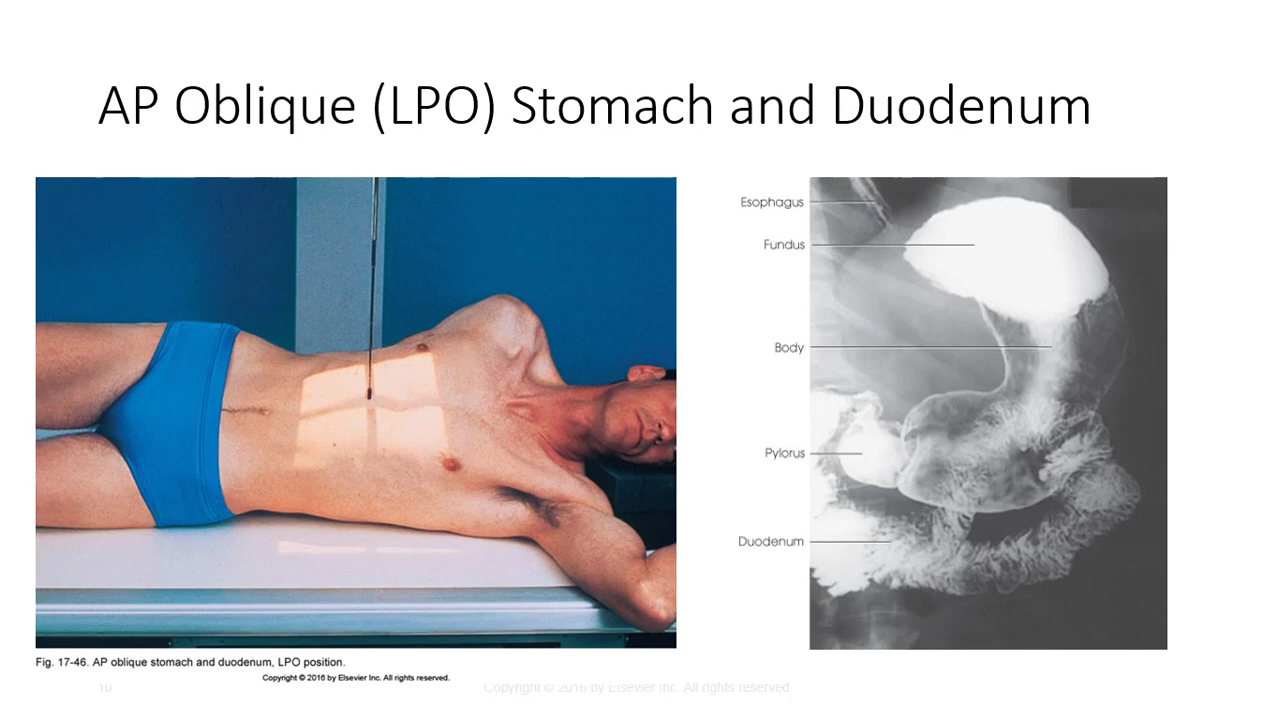 AP Oblique (LPO) Stomach and Duodenum
Esophagus
Fundus
Body
Pylorus
Duodenum
Fig. 17-46. AP oblique stomach and duodenum, LPO position.
Copyright © 2016 by Elsevier Inc. All rights reserved.
10
Copyright © 2016 by Elsevier Inc. All rights reserved.